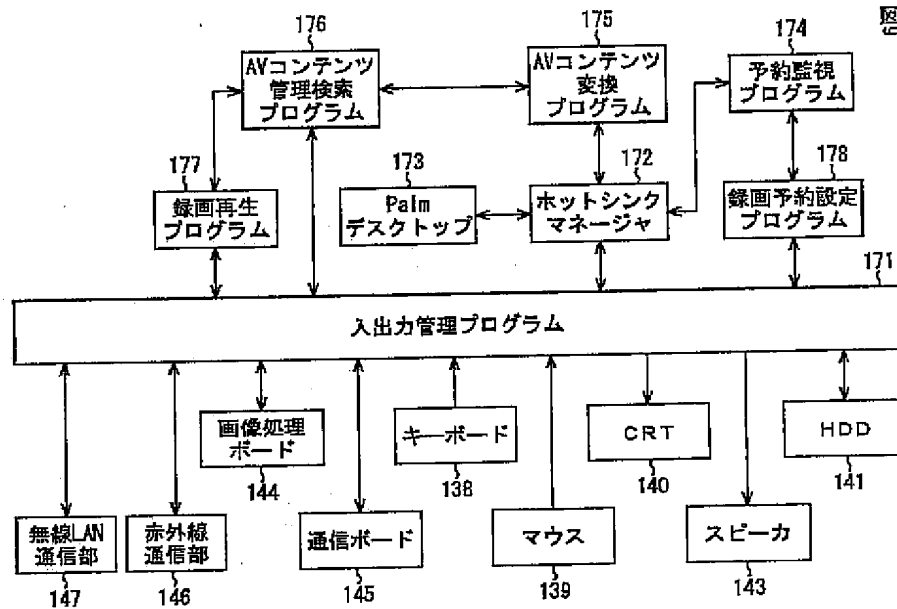 176
AVコンテンツ
管理検索
プログラム
175
AVコンテンツ
変換
プログラム
174
予約監視
プログラム
177
録画再生
プログラム
173
Palm
デスクトップ
172
ホットシンク
マネージャ
178
録画予約設定
プログラム
171
入出力管理プログラム
画像処理
ボード
144
キーボード
138
CRT
140
HDD
141
無線LAN
通信部
147
赤外線
通信部
146
通信ボード
145
マウス
139
スピーカ
143